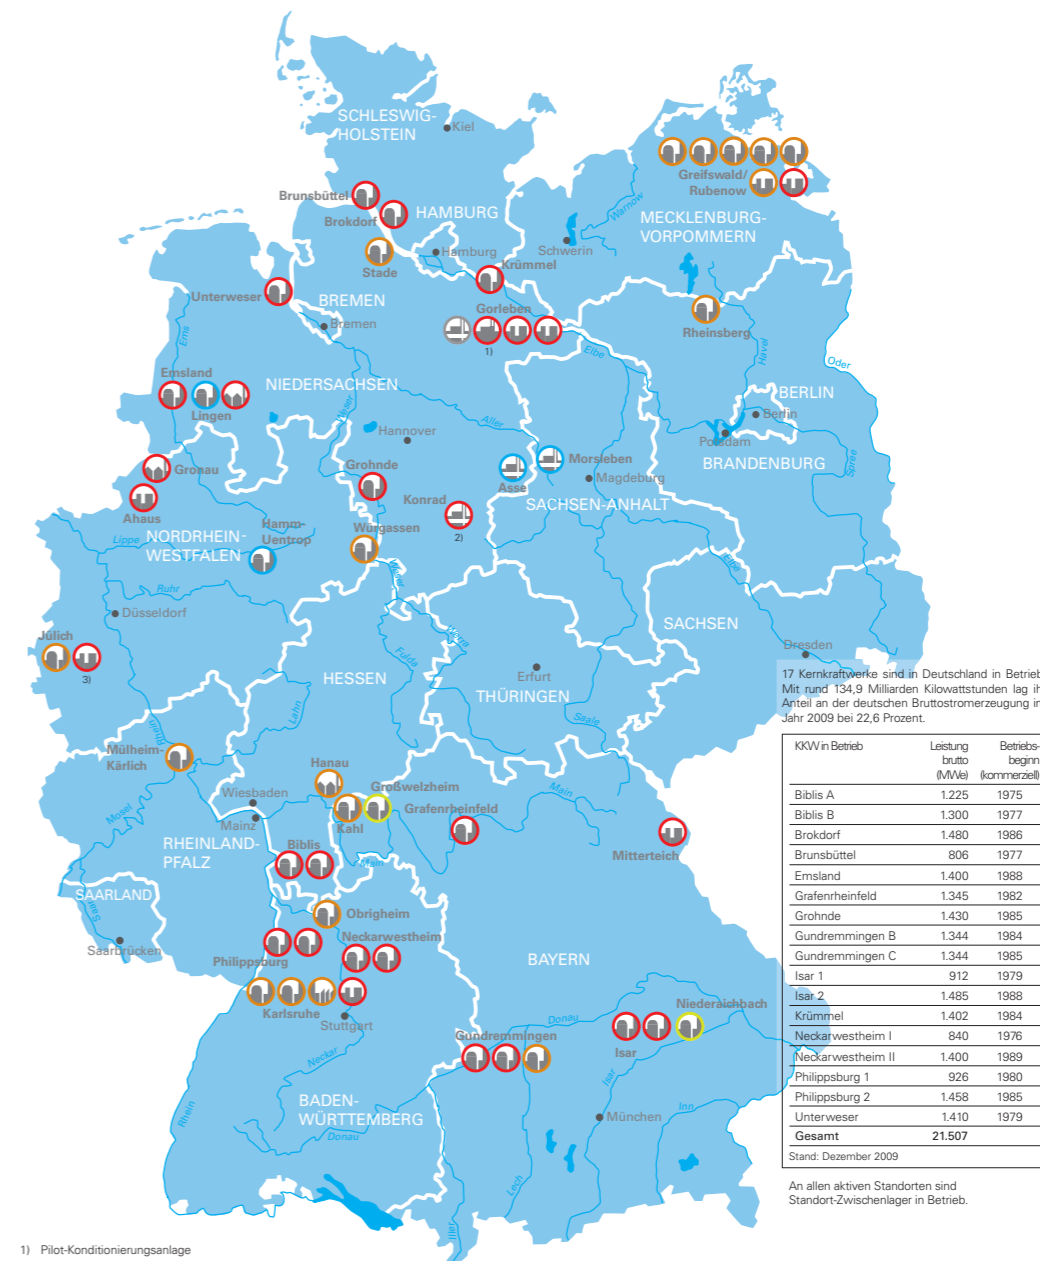 SCHLESWIG-
HOLSTEIN
Kiel
Greifswald/
Rubenow
Brunsbüttel
Brokdorf
HAMBURG
Warnow
MECKLENBURG-
VORPOMMERN
Hamburg
Schwerin
Stade
Krümmel
Unterweser
BREMEN
Bremen
Gorleben
1)
Rheinsberg
Ems
Elbe
Havel
Oder
Emsland
Lingen
NIEDERSACHSEN
Weser
Aller
BERLIN
Berlin
Potsdam
Hannover
Gronau
Ahaus
Grohnde
Morsleben
Asse
Magdeburg
BRANDENBURG
Spree
Konrad
2)
SACHSEN-ANHALT
NORDRHEIN-
WESTFALEN
Lippe
Hamm-
Uentrop
Würgassen
Weser
Elbe
Ruhr
Düsseldorf
Werra
Fulda
SACHSEN
Dresden
Jülich
3)
HESSEN
Erfurt
THÜRINGEN
Saale
Lahn
Rhein
Mülheim-
Kärlich
Hanau
Großwelzheim
Kahl
Grafenrheinfeld
Main
Wiesbaden
Mainz
Mosel
RHEINLAND-
PFALZ
Biblis
Main
Mitterteich
SAARLAND
Saar
Saarbrücken
Obrigheim
Philippsburg
Neckarwestheim
BAYERN
Karlsruhe
Stuttgart
Neckar
Gundremmingen
Donau
Niederaichbach
Isar
Isar
Inn
München
BADEN-
WÜRTTEMBERG
Rhein
Donau
Lech
Iller
17 Kernkraftwerke sind in Deutschland in Betrieb
Mit rund 134,9 Milliarden Kilowattstunden lag ih
Anteil an der deutschen Bruttostromerzeugung in
Jahr 2009 bei 22,6 Prozent.
KKW in Betrieb Leistung Betriebs-
brutto beginn
(MWe) (kommerziell)
Biblis A 1.225 1975
Biblis B 1.300 1977
Brokdorf 1.480 1986
Brunsbüttel 806 1977
Emsland 1.400 1988
Grafenrheinfeld 1.345 1982
Grohnde 1.430 1985
Gundremmingen B 1.344 1984
Gundremmingen C 1.344 1985
Isar 1 912 1979
Isar 2 1.485 1988
Krümmel 1.402 1984
Neckarwestheim I 840 1976
Neckarwestheim II 1.400 1989
Philippsburg 1 926 1980
Philippsburg 2 1.458 1985
Unterweser 1.410 1979
Gesamt 21.507
Stand: Dezember 2009
An allen aktiven Standorten sind
Standort-Zwischenlager in Betrieb.
1) Pilot-Konditionierungsanlage